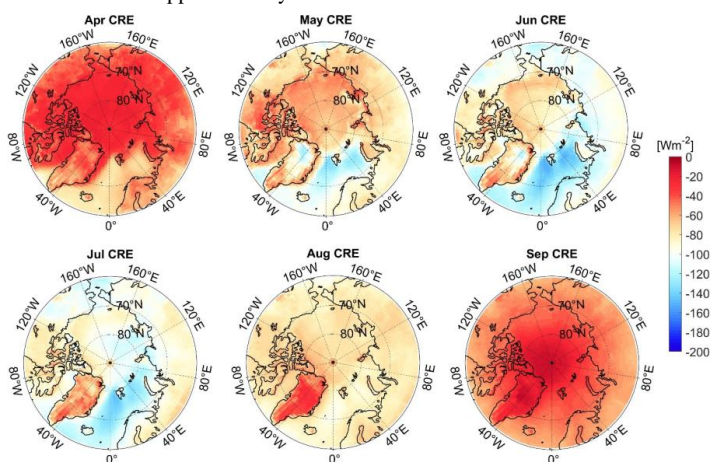 Apr CRE May CRE Jun CRE
160°W 160°E 160°W 160°E 160°W 160°E
120°W 70°N 120°E 120°W 70°N 120°E 120°W 70°N 120°E
80°N 80°N 80°N
80°W 80°E 80°W 80°E 80°W 80°E
40°W 40°E 40°W 40°E 40°W 40°E
0° 0° 0°
[Wm-2]
0
-20
-40
-60
-80
-100
-120
-140
-160
-180
-200
Jul CRE Aug CRE Sep CRE
160°W 160°E 160°W 160°E 160°W 160°E
120°W 70°N 120°E 120°W 70°N 120°E 120°W 70°N 120°E
80°N 80°N 80°N
80°W 80°E 80°W 80°E 80°W 80°E
40°W 40°E 40°W 40°E 40°W 40°E
0° 0° 0°